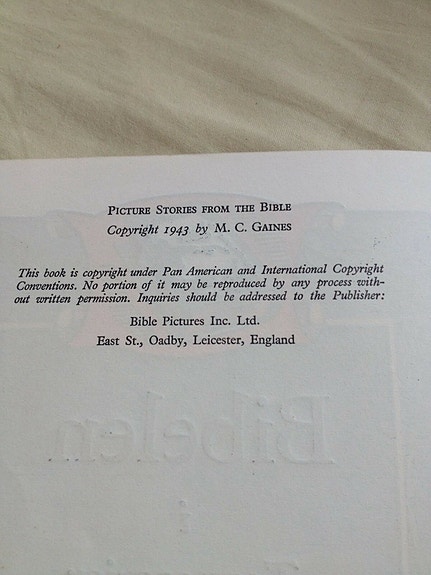 PICTURE STORIES FROM THE BIBLE
Copyright 1943 by M. C. GAINES
This book is copyright under Pan American and International Copyright
Conventions. No portion of it may be reproduced by any process with-
out written permission. Inquiries should be addressed to the Publisher:
Bible Pictures Inc. Ltd.
East St., Oadby, Leicester, England
Bibelen
i